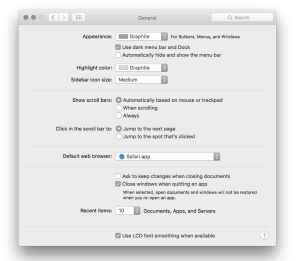 General
Search
Appearance: Graphite For Buttons, Menus, and Windows
Use dark menu bar and Dock
Automatically hide and show the menu bar
Highlight color: Graphite
Sidebar icon size: Medium
Show scroll bars: Automatically based on mouse or trackpad
When scrolling
Always
Click in the scroll bar to: Jump to the next page
Jump to the spot that's clicked
Default web browser: Safari.app
Ask to keep changes when closing documents
Close windows when quitting an app
When selected, open documents and windows will not be restored
when you re-open an app.
Recent items: 10 Documents, Apps, and Servers
Use LCD font smoothing when available
?